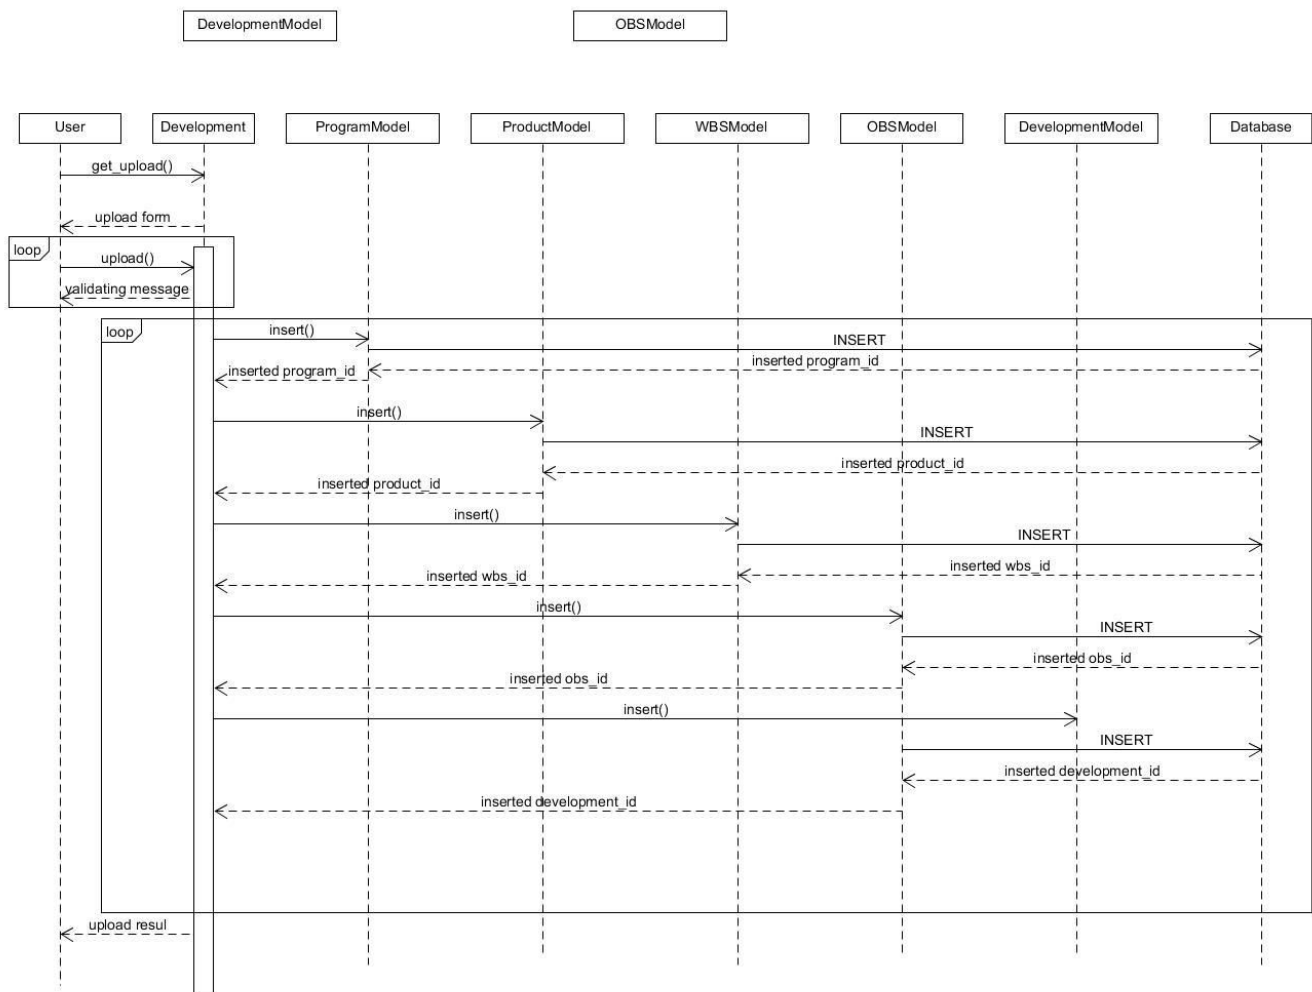 DevelopmentModel
OBSModel
User
Development
ProgramModel
ProductModel
WBSModel
OBSModel
DevelopmentModel
Database
get_upload()
upload form
loop
upload()
validating message
loop
insert()
INSERT
inserted program_id
inserted program_id
insert()
INSERT
inserted product_id
inserted product_id
insert()
INSERT
inserted wbs_id
inserted wbs_id
insert()
INSERT
inserted obs_id
inserted obs_id
insert()
INSERT
inserted development_id
inserted development_id
upload resul